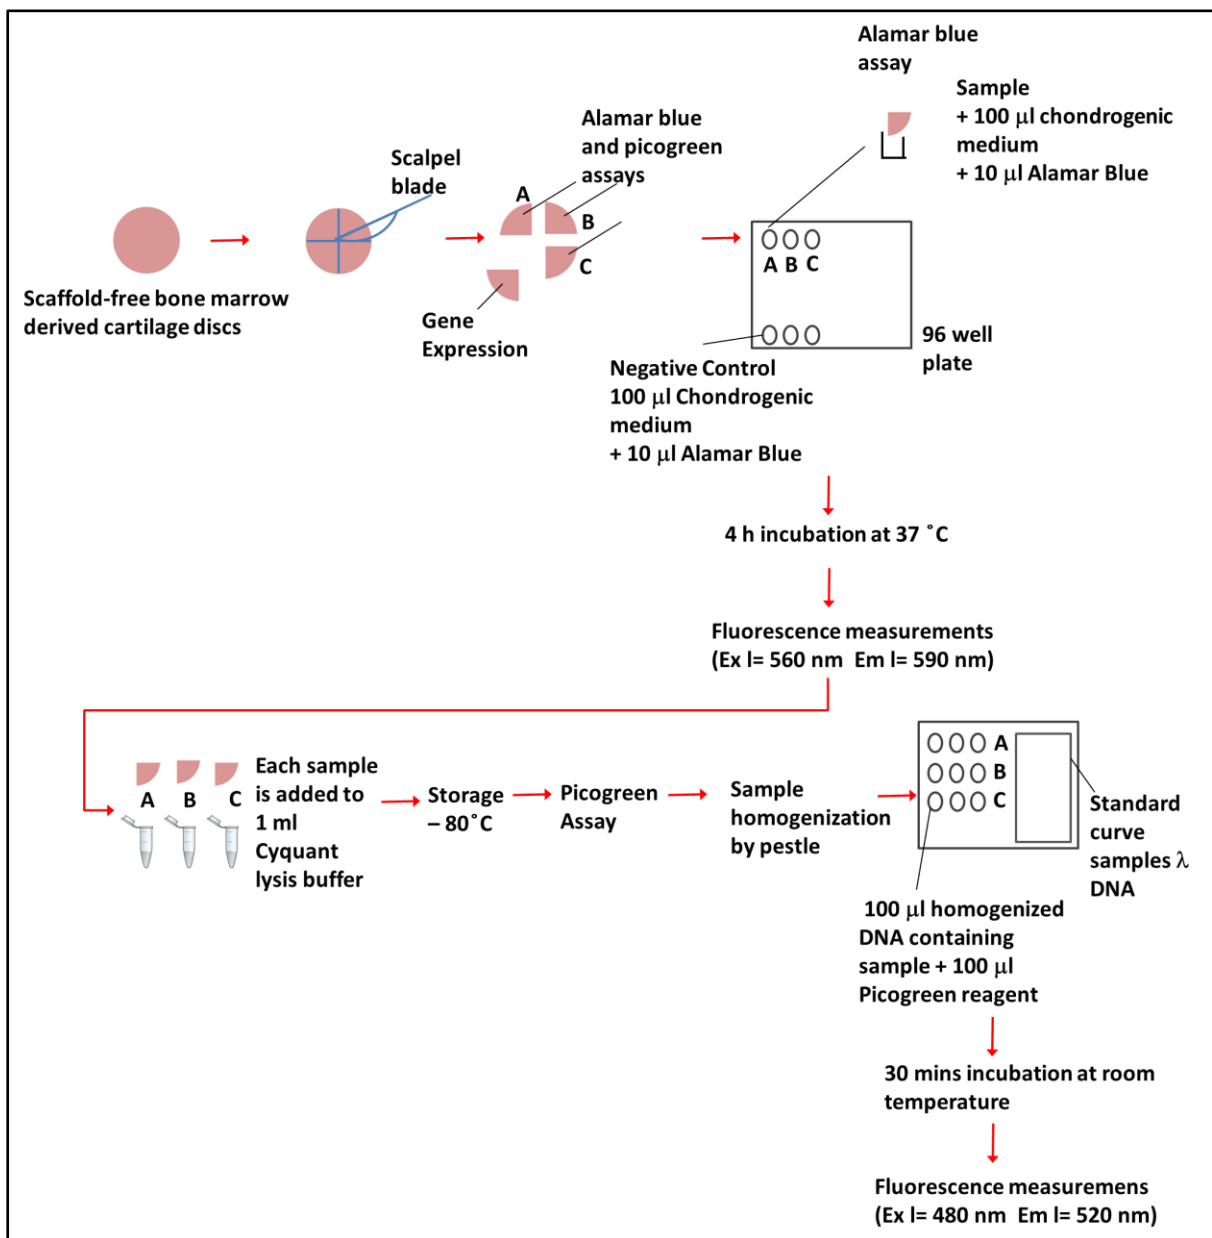 Scaffold-free bone marrow
derived cartilage discs
Scalpel
blade
Alamar blue
and picogreen
assays
A
B
C
Gene
Expression
Alamar blue
assay
Sample
+ 100 μl chondrogenic
medium
+ 10 μl Alamar Blue
A B C
96 well
plate
Negative Control
100 μl Chondrogenic
medium
+ 10 μl Alamar Blue
4 h incubation at 37 ˚C
Fluorescence measurements
(Ex l= 560 nm Em l= 590 nm)
A B C
Each sample
is added to
1 ml
Cyquant
lysis buffer
Storage
– 80˚C
Picogreen
Assay
Sample
homogenization
by pestle
A
B
C
Standard
curve
samples λ
DNA
100 μl homogenized
DNA containing
sample + 100 μl
Picogreen reagent
30 mins incubation at room
temperature
Fluorescence measuremens
(Ex l= 480 nm Em l= 520 nm)